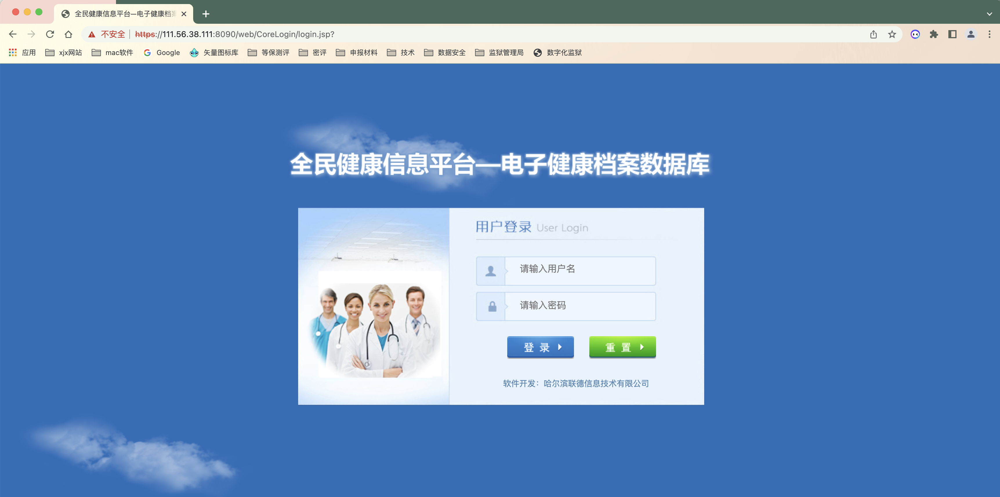 全民健康信息平台—电子健康档案
不安全 https://111.56.38.111:8090/web/CoreLogin/login.jsp?
应用 xjx网站 mac软件 Google 矢量图标库 等保测评 密评 申报材料 技术 数据安全 监狱管理局 数字化监狱
全民健康信息平台—电子健康档案数据库
用户登录 User Login
请输入用户名
请输入密码
登 录 重 置
软件开发：哈尔滨联德信息技术有限公司